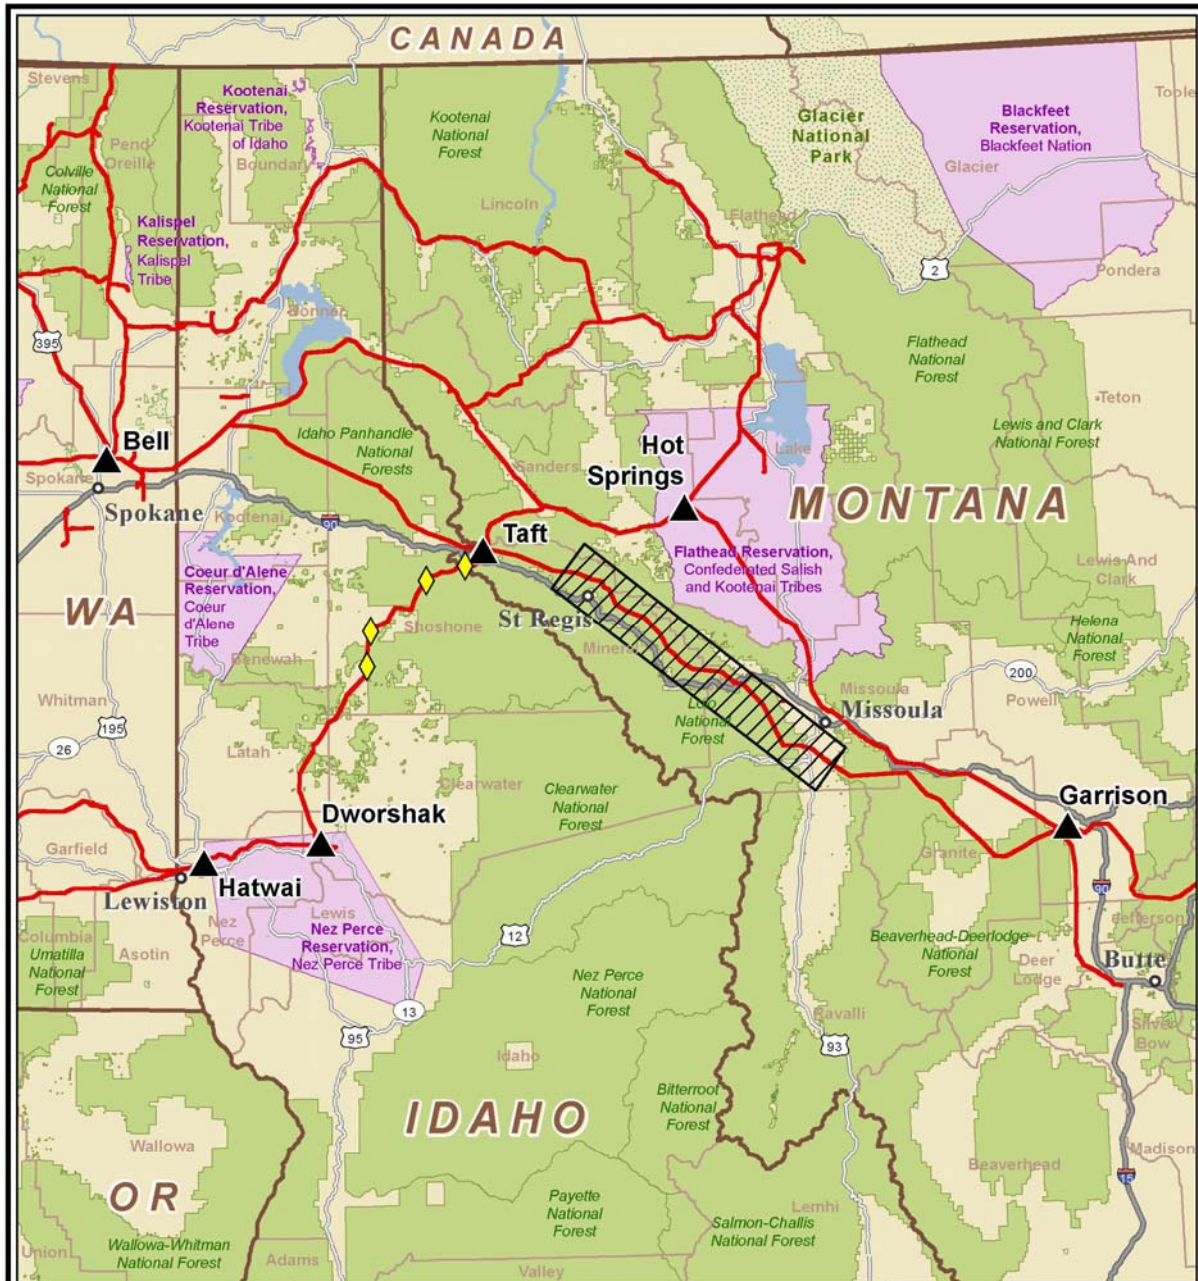 CANADA
Stevens
Kootenai
Reservation,
Kootenai Tribe
of Idaho
Boundary
Pend
Oreille
Colville
National
Forest
Kootenai
National
Forest
Glacier
National
Park
Blackfeet
Reservation,
Blackfeet Nation
Toole
Glacier
Lincoln
Flathead
Kalispel
Reservation,
Kalispel
Tribe
2
Pondera
Bonner
395
Flathead
National
Forest
Teton
Lewis and Clark
National Forest
Bell
Idaho Panhandle
National
Forests
Hot
Springs
Lake
Sanders
Spokane
Spokane
Kootenai
90
MONTANA
Taft
Flathead Reservation,
Confederated Salish
and Kootenai Tribes
Lewis And
Clark
Coeur d'Alene
Reservation,
Coeur
d'Alene
Tribe
WA
St Regis
Shoshone
Mineral
Helena
National
Forest
Benewah
200
Whitman
Missoula
Powell
Missoula
Lolo
National
Forest
195
26
Latah
Clearwater
Clearwater
National
Forest
Dworshak
Garrison
Garfield
Granite
Hatwai
Lewiston
90
Jefferson
Nez
Perce
Lewis
Nez Perce
Reservation,
Nez Perce Tribe
12
Columbia
Umatilla
National
Forest
Asotin
Beaverhead-Deerlodge
National
Forest
Deer
Lodge
Butte
Nez Perce
National
Forest
13
Ravalli
Silver
Bow
95
93
Idaho
Bitterroot
National
Forest
IDAHO
Wallowa
Madison
Beaverhead
OR
15
Payette
National
Forest
Lemhi
Salmon-Challis
National Forest
Wallowa-Whitman
National Forest
Union
Adams
Valley